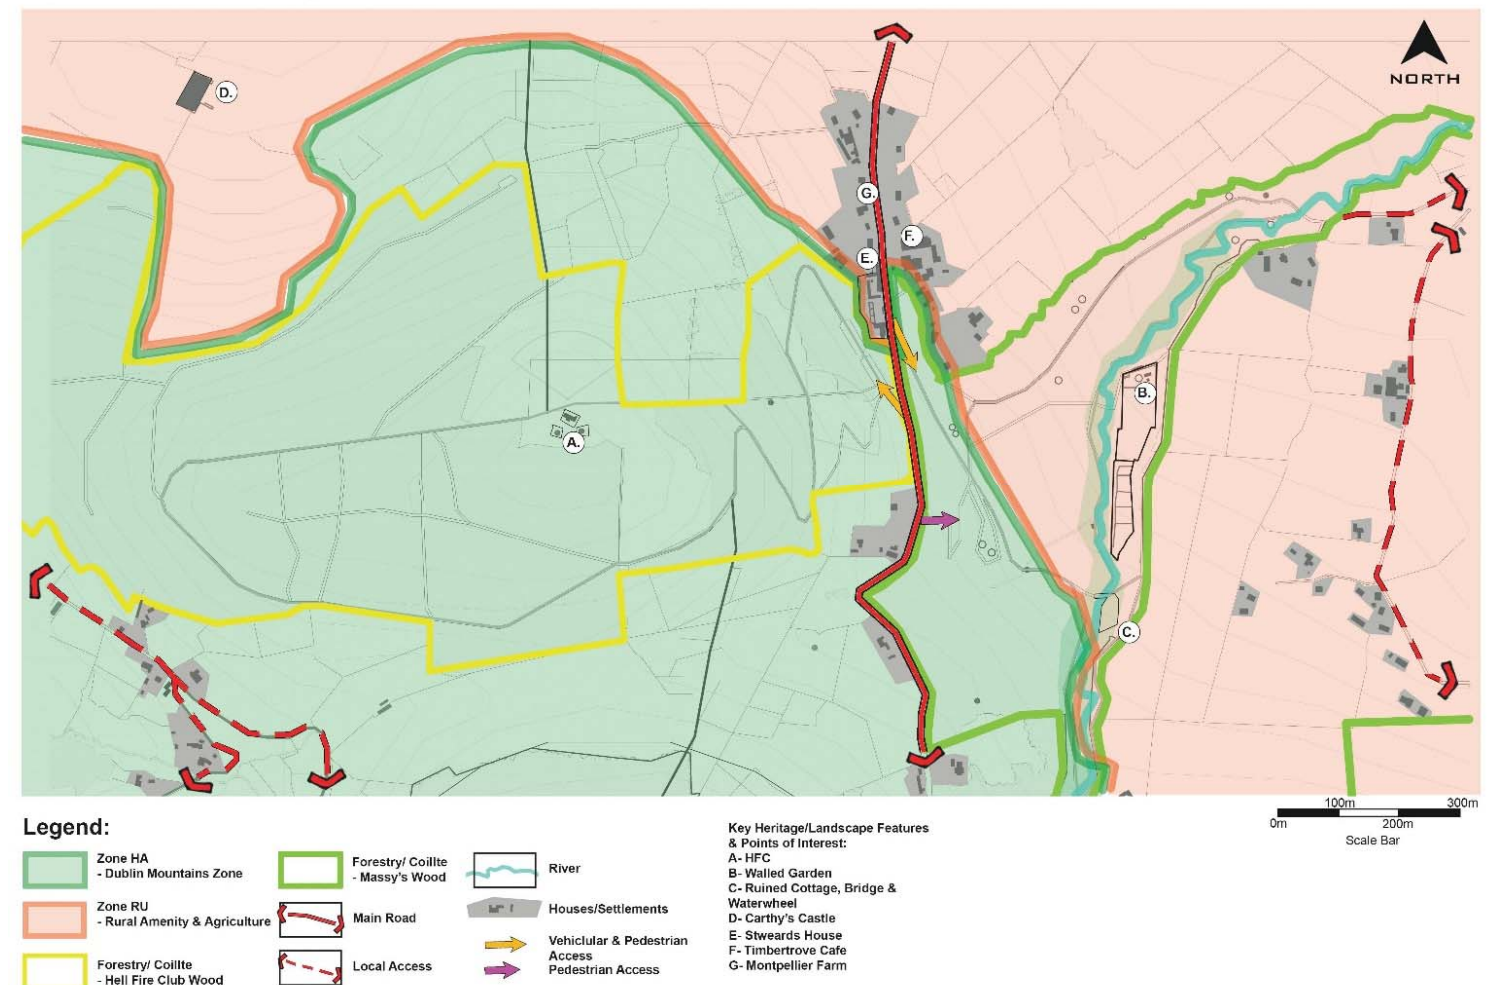 NORTH
D.
G.
F.
E.
B.
A.
C.
100m
300m
0m
200m
Scale Bar
Legend:
Zone HA
- Dublin Mountains Zone
Zone RU
- Rural Amenity & Agriculture
Forestry/ Coillte
- Hell Fire Club Wood
Forestry/ Coillte
- Massy's Wood
Main Road
Local Access
River
Houses/Settlements
Vehiclular & Pedestrian
Access
Pedestrian Access
Key Heritage/Landscape Features
& Points of Interest:
A- HFC
B- Walled Garden
C- Ruined Cottage, Bridge &
Waterwheel
D- Carthy's Castle
E- Stweards House
F- Timbertrove Cafe
G- Montpellier Farm